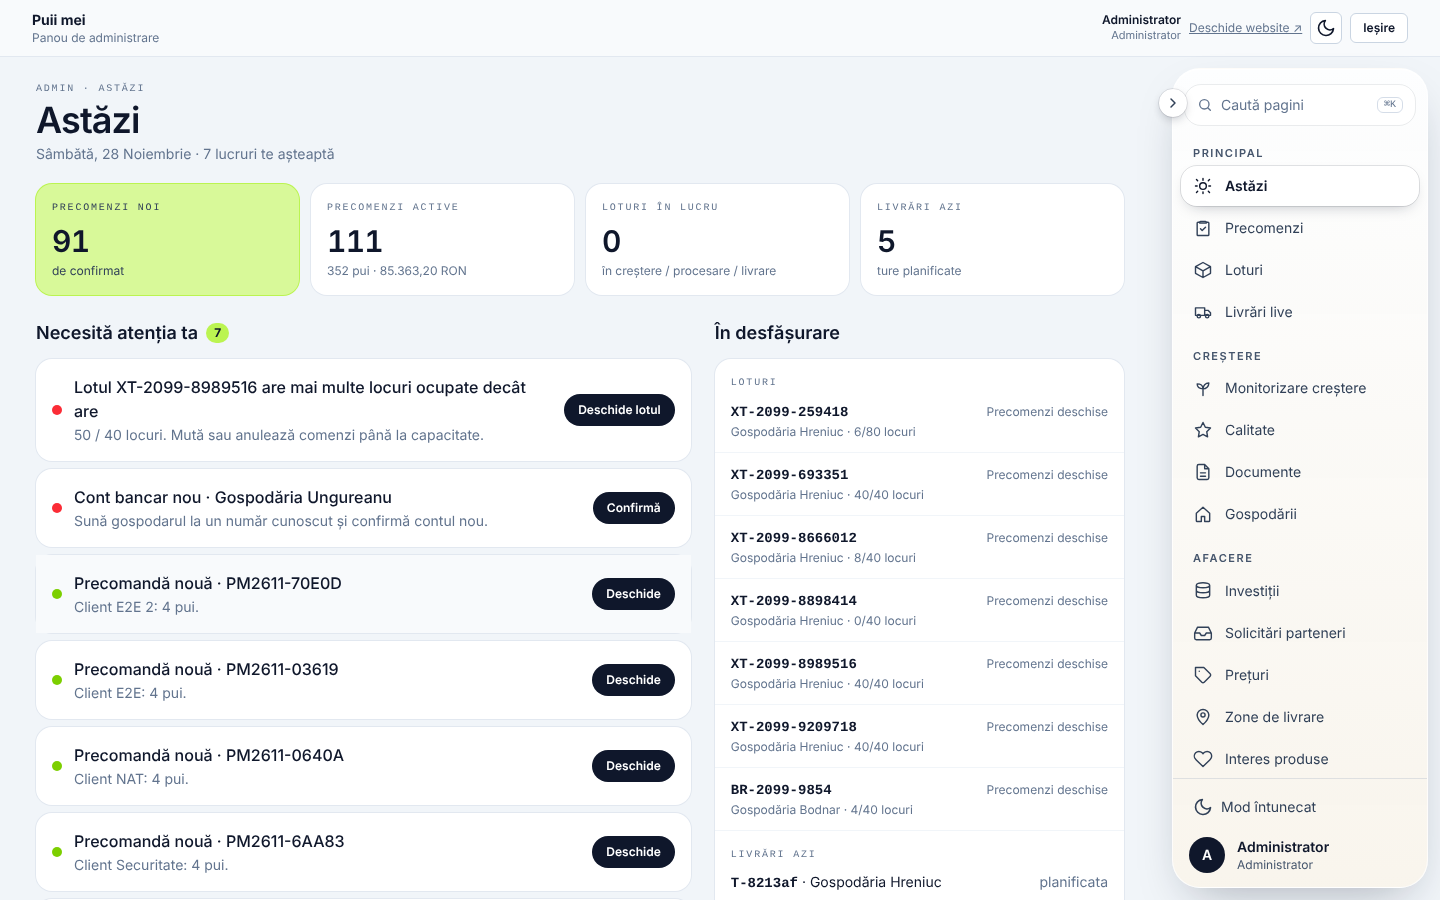 Puii mei
Panou de administrare
Administrator
Administrator
Deschide website ↗
Ieșire
ADMIN · ASTĂZI
Astăzi
Sâmbătă, 28 Noiembrie · 7 lucruri te așteaptă
PRECOMENZI NOI
91
de confirmat
PRECOMENZI ACTIVE
111
352 pui · 85.363,20 RON
LOTURI ÎN LUCRU
0
în creștere / procesare / livrare
LIVRĂRI AZI
5
ture planificate
Necesită atenția ta 7
Lotul XT-2099-8989516 are mai multe locuri ocupate decât
are
50 / 40 locuri. Mută sau anulează comenzi până la capacitate.
Deschide lotul
Cont bancar nou · Gospodăria Ungureanu
Sună gospodarul la un număr cunoscut și confirmă contul nou.
Confirmă
Precomandă nouă · PM2611-70E0D
Client E2E 2: 4 pui.
Deschide
Precomandă nouă · PM2611-03619
Client E2E: 4 pui.
Deschide
Precomandă nouă · PM2611-0640A
Client NAT: 4 pui.
Deschide
Precomandă nouă · PM2611-6AA83
Client Securitate: 4 pui.
Deschide
În desfășurare
LOTURI
XT-2099-259418
Precomenzi deschise
Gospodăria Hreniuc · 6/80 locuri
XT-2099-693351
Precomenzi deschise
Gospodăria Hreniuc · 40/40 locuri
XT-2099-8666012
Precomenzi deschise
Gospodăria Hreniuc · 8/40 locuri
XT-2099-8898414
Precomenzi deschise
Gospodăria Hreniuc · 0/40 locuri
XT-2099-8989516
Precomenzi deschise
Gospodăria Hreniuc · 40/40 locuri
XT-2099-9209718
Precomenzi deschise
Gospodăria Hreniuc · 40/40 locuri
BR-2099-9854
Precomenzi deschise
Gospodăria Bodnar · 4/40 locuri
LIVRĂRI AZI
T-8213af · Gospodăria Hreniuc
planificata
Caută pagini
⌘K
PRINCIPAL
Astăzi
Precomenzi
Loturi
Livrări live
CREȘTERE
Monitorizare creștere
Calitate
Documente
Gospodării
AFACERE
Investiții
Solicitări parteneri
Prețuri
Zone de livrare
Interes produse
Mod întunecat
A
Administrator
Administrator